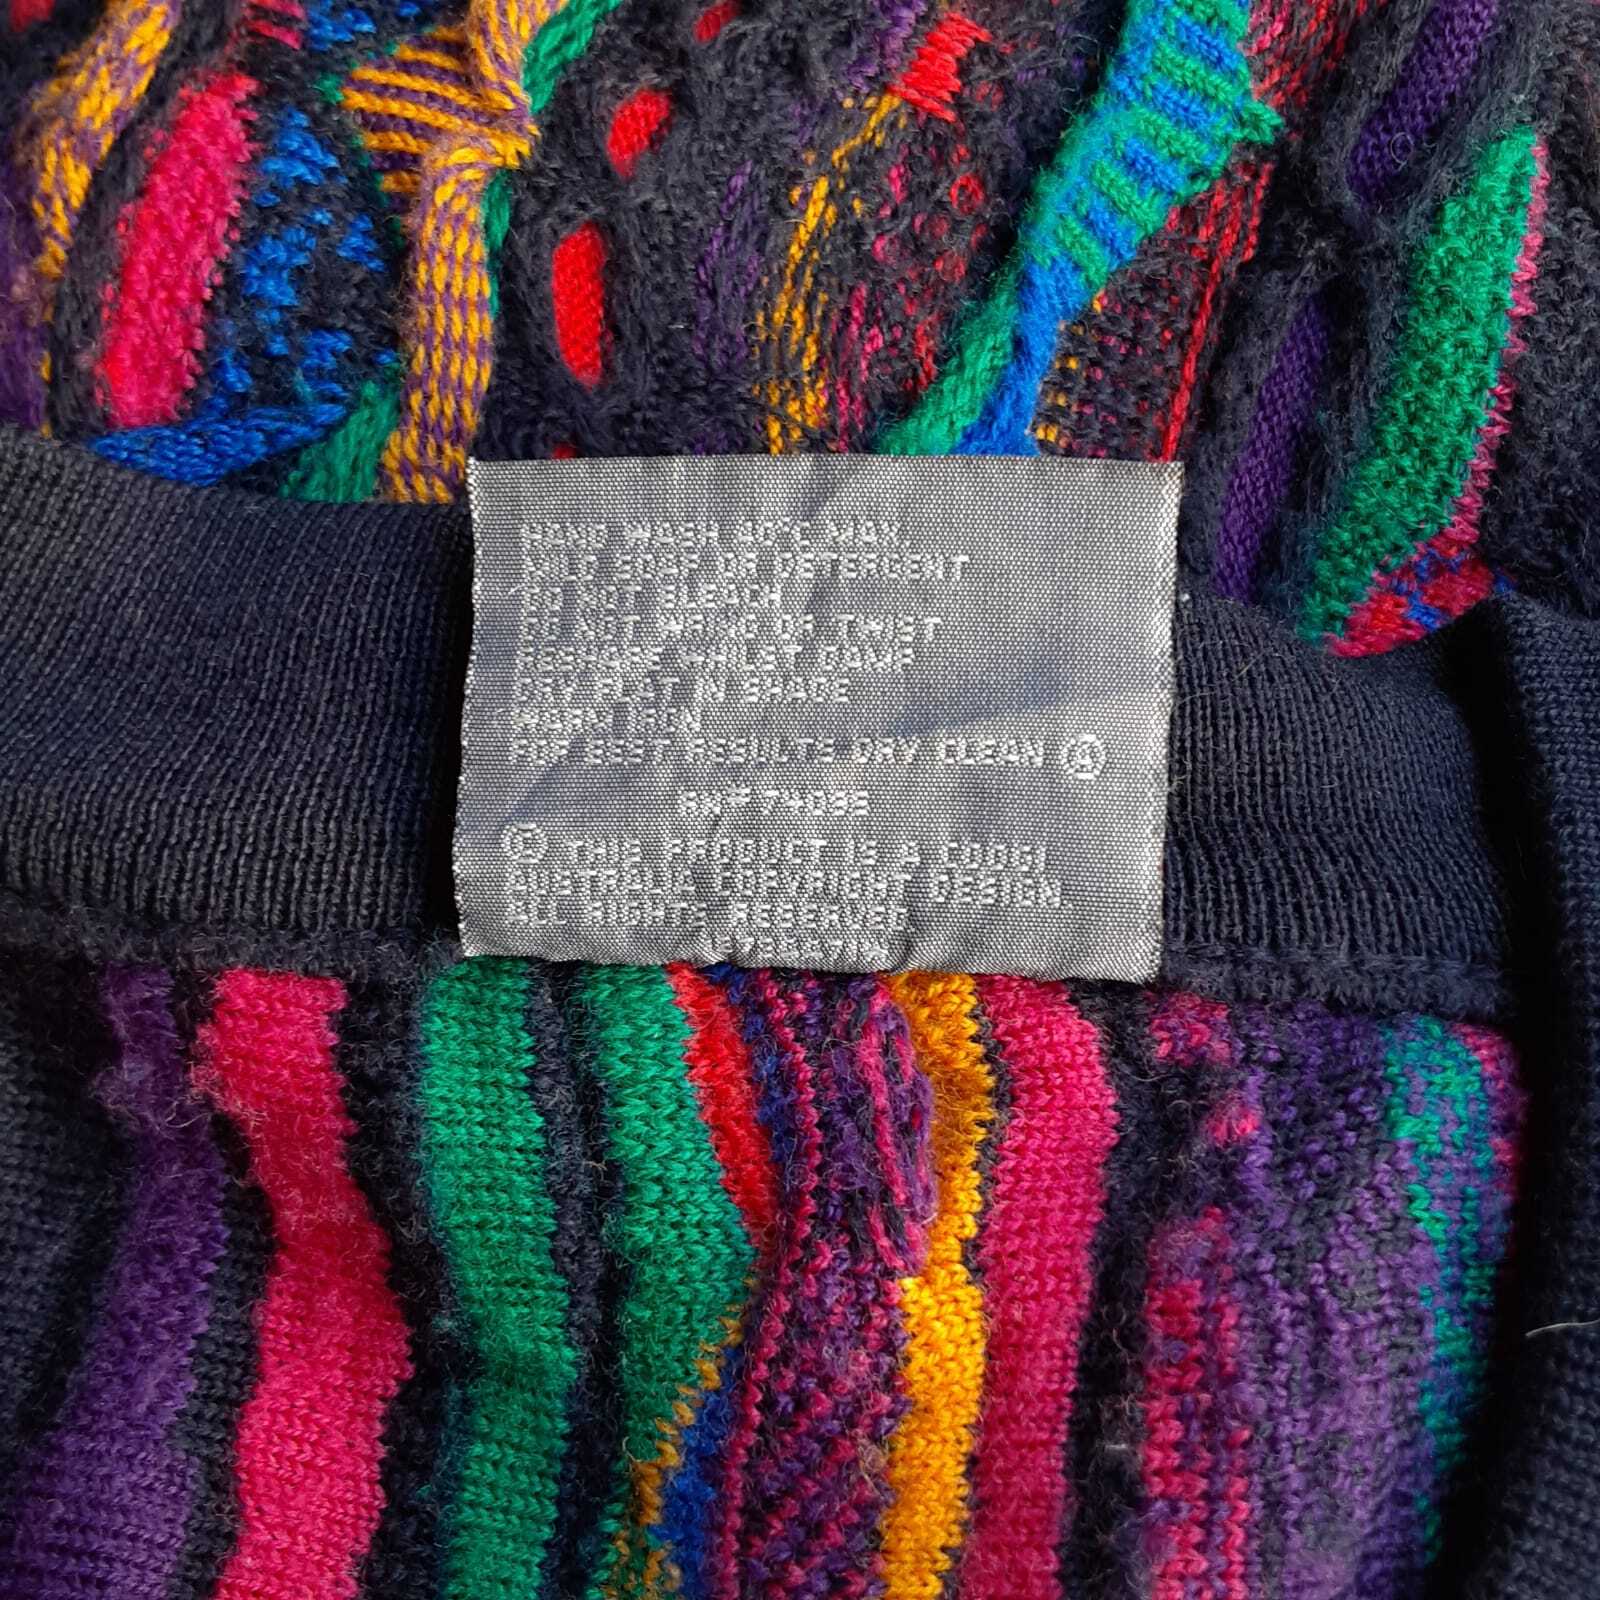 HAND WASH 40°C MAX.
MILD SOAP OR DETERGENT
DO NOT BLEACH
DO NOT WRING OR TWIST
RESHAPE WHILST DAMP
DRY FLAT IN SHADE
WARM IRON
FOR BEST RESULTS DRY CLEAN Ⓐ
RN# 74095
© THIS PRODUCT IS A COOGI
AUSTRALIA COPYRIGHT DESIGN.
ALL RIGHTS RESERVED